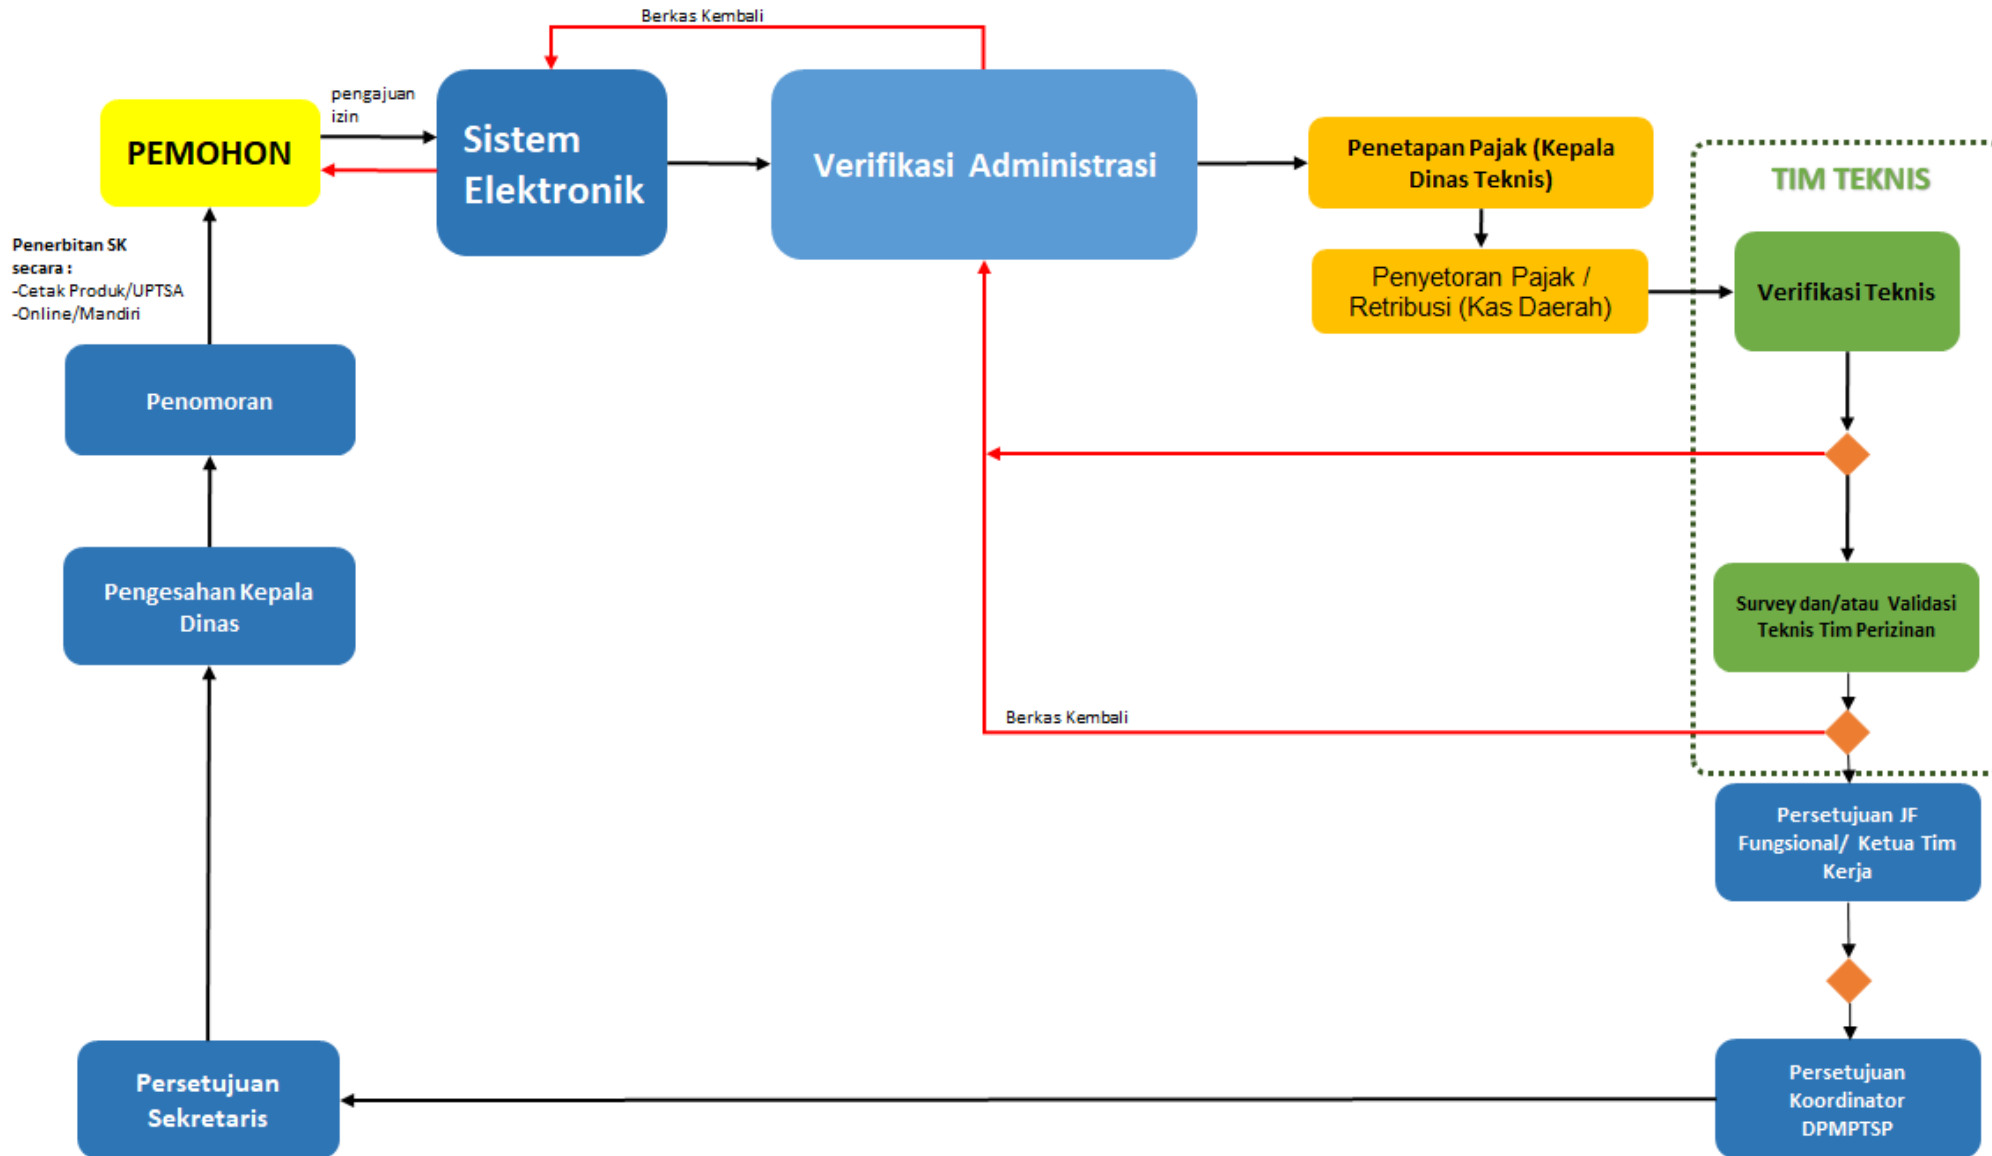 Berkas Kembali
PEMOHON
pengajuan
izin
Sistem
Elektronik
Verifikasi Administrasi
Penetapan Pajak (Kepala
Dinas Teknis)
TIM TEKNIS
Penerbitan SK
secara :
-Cetak Produk/UPTSA
-Online/Mandiri
Penyetoran Pajak /
Retribusi (Kas Daerah)
Verifikasi Teknis
Penomoran
Pengesahan Kepala
Dinas
Survey dan/atau Validasi
Teknis Tim Perizinan
Berkas Kembali
Persetujuan JF
Fungsional/ Ketua Tim
Kerja
Persetujuan
Sekretaris
Persetujuan
Koordinator
DPMPTSP